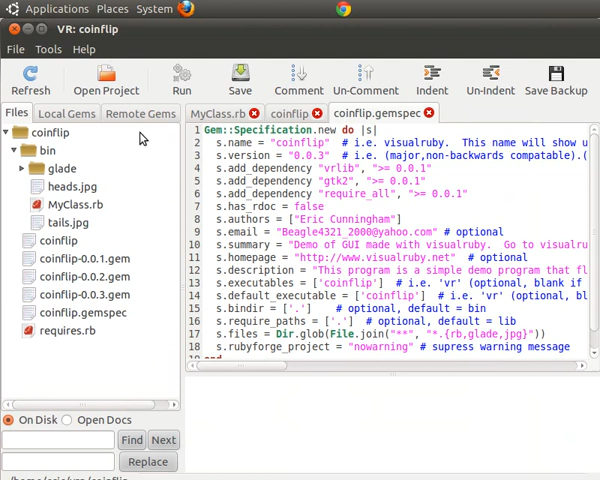 Applications Places System
VR: coinflip
File Tools Help
Refresh Open Project Run Save Comment Un-Comment Indent Un-Indent Save Backup
Files Local Gems Remote Gems
MyClass.rb coinflip coinflip.gemspec
coinflip
bin
glade
heads.jpg
MyClass.rb
tails.jpg
coinflip
coinflip-0.0.1.gem
coinflip-0.0.2.gem
coinflip-0.0.3.gem
coinflip.gemspec
requires.rb
1 Gem::Specification.new do |s|
2 s.name = "coinflip" # i.e. visualruby. This name will show u
3 s.version = "0.0.3" # i.e. (major,non-backwards compatable).(
4 s.add_dependency "vrlib", ">= 0.0.1"
5 s.add_dependency "gtk2", ">= 0.0.1"
6 s.add_dependency "require_all", ">= 0.0.1"
7 s.has_rdoc = false
8 s.authors = ["Eric Cunningham"]
9 s.email = "Beagle4321_2000@yahoo.com" # optional
10 s.summary = "Demo of GUI made with visualruby. Go to visualru
11 s.homepage = "http://www.visualruby.net" # optional
12 s.description = "This program is a simple demo program that fl
13 s.executables = ['coinflip'] # i.e. 'vr' (optional, blank if
14 s.default_executable = ['coinflip'] # i.e. 'vr' (optional, bl
15 s.bindir = ['.'] # optional, default = bin
16 s.require_paths = ['.'] # optional, default = lib
17 s.files = Dir.glob(File.join("**", "*.{rb,glade,jpg}"))
18 s.rubyforge_project = "nowarning" # supress warning message
end
On Disk Open Docs
Find Next
Replace
/home/eric/vrp/coinflip